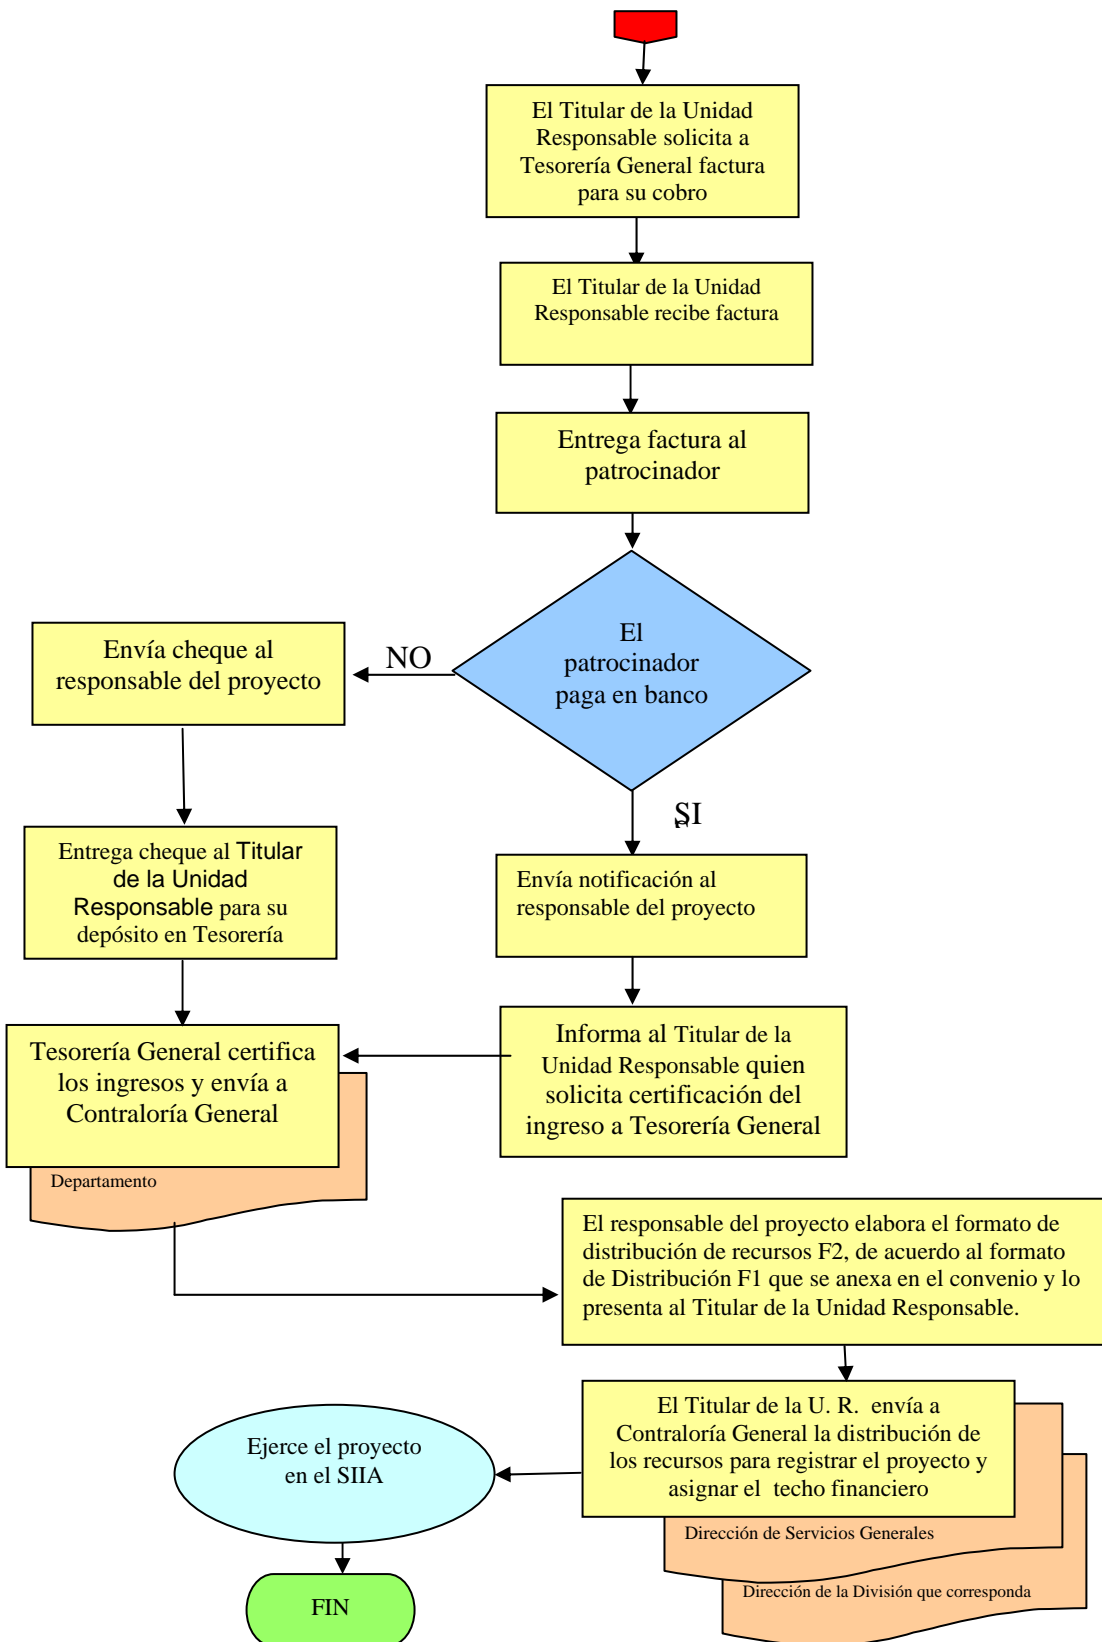 El Titular de la Unidad
Responsable solicita a
Tesorería General factura
para su cobro
El Titular de la Unidad
Responsable recibe factura
Entrega factura al
patrocinador
El
patrocinador
paga en banco
NO
Envía cheque al
responsable del proyecto
SI
Entrega cheque al Titular
de la Unidad
Responsable para su
depósito en Tesorería
Envía notificación al
responsable del proyecto
Tesorería General certifica
los ingresos y envía a
Contraloría General
Departamento
Informa al Titular de la
Unidad Responsable quien
solicita certificación del
ingreso a Tesorería General
El responsable del proyecto elabora el formato de
distribución de recursos F2, de acuerdo al formato
de Distribución F1 que se anexa en el convenio y lo
presenta al Titular de la Unidad Responsable.
El Titular de la U. R. envía a
Contraloría General la distribución de
los recursos para registrar el proyecto y
asignar el techo financiero
Dirección de Servicios Generales
Dirección de la División que corresponda
Ejerce el proyecto
en el SIIA
FIN